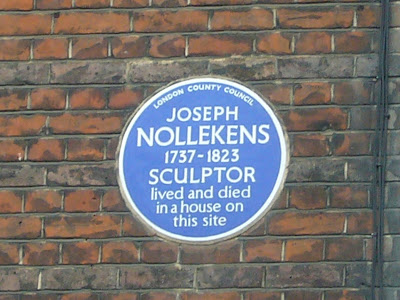 LONDON COUNTY COUNCIL
JOSEPH
NOLLEKENS
1737-1823
SCULPTOR
lived and died
in a house on
this site